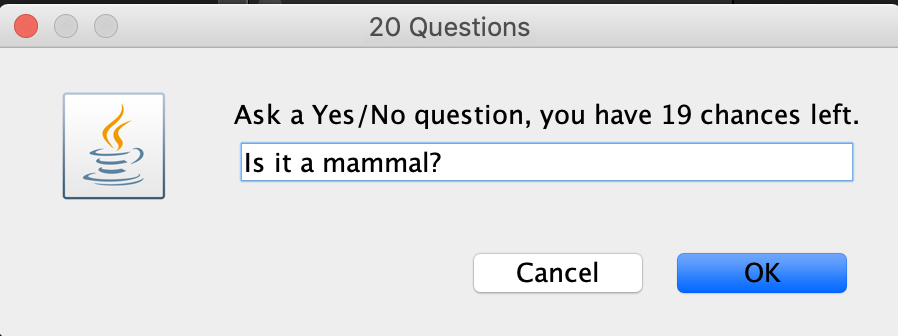 20 Questions
Ask a Yes/No question, you have 19 chances left.
Is it a mammal?
Cancel
OK